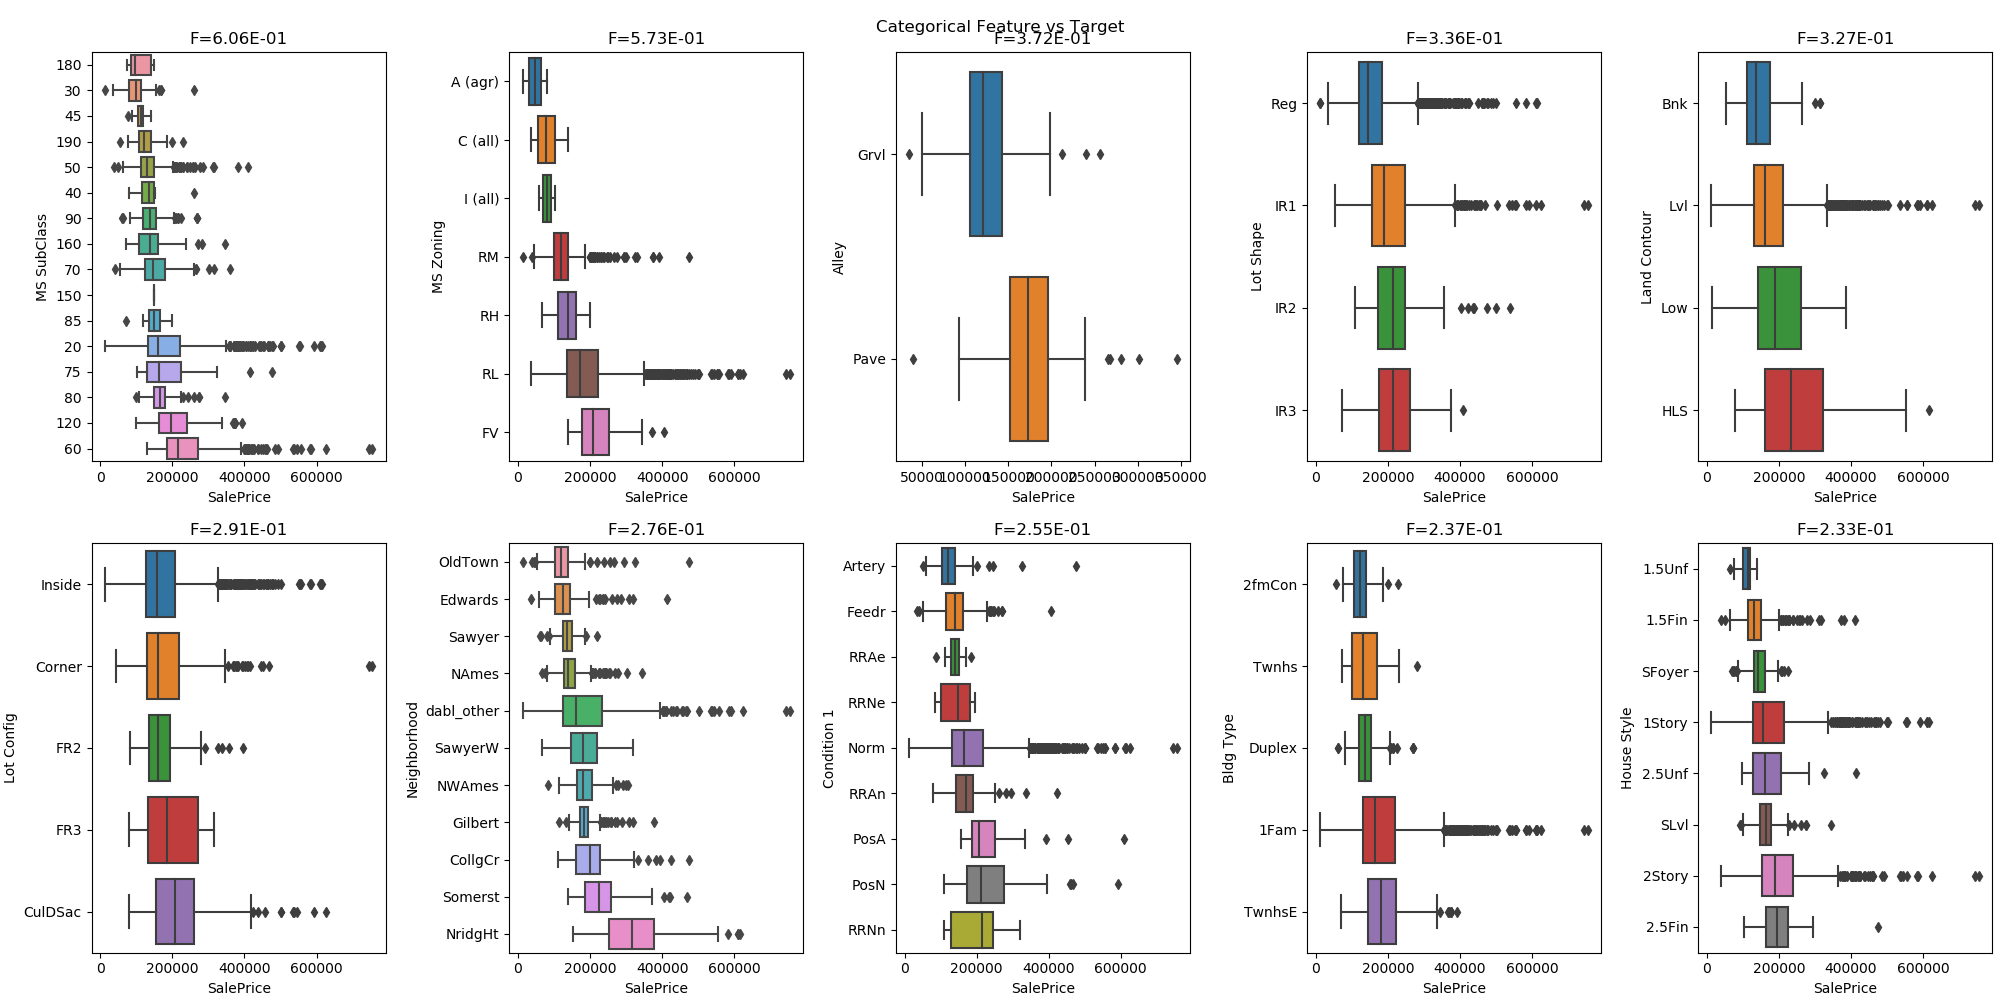 Categorical Feature vs Target
F=6.06E-01
MS SubClass
180
30
45
190
50
40
90
160
70
150
85
20
75
80
120
60
0 200000 400000 600000
SalePrice
F=5.73E-01
MS Zoning
A (agr)
C (all)
I (all)
RM
RH
RL
FV
0 200000 400000 600000
SalePrice
F=3.72E-01
Alley
Grvl
Pave
50000 100000 150000 200000 250000 300000 350000
SalePrice
F=3.36E-01
Lot Shape
Reg
IR1
IR2
IR3
0 200000 400000 600000
SalePrice
F=3.27E-01
Land Contour
Bnk
Lvl
Low
HLS
0 200000 400000 600000
SalePrice
F=2.91E-01
Lot Config
Inside
Corner
FR2
FR3
CulDSac
0 200000 400000 600000
SalePrice
F=2.76E-01
Neighborhood
OldTown
Edwards
Sawyer
NAmes
dabl_other
SawyerW
NWAmes
Gilbert
CollgCr
Somerst
NridgHt
0 200000 400000 600000
SalePrice
F=2.55E-01
Condition 1
Artery
Feedr
RRAe
RRNe
Norm
RRAn
PosA
PosN
RRNn
0 200000 400000 600000
SalePrice
F=2.37E-01
Bldg Type
2fmCon
Twnhs
Duplex
1Fam
TwnhsE
0 200000 400000 600000
SalePrice
F=2.33E-01
House Style
1.5Unf
1.5Fin
SFoyer
1Story
2.5Unf
SLvl
2Story
2.5Fin
0 200000 400000 600000
SalePrice